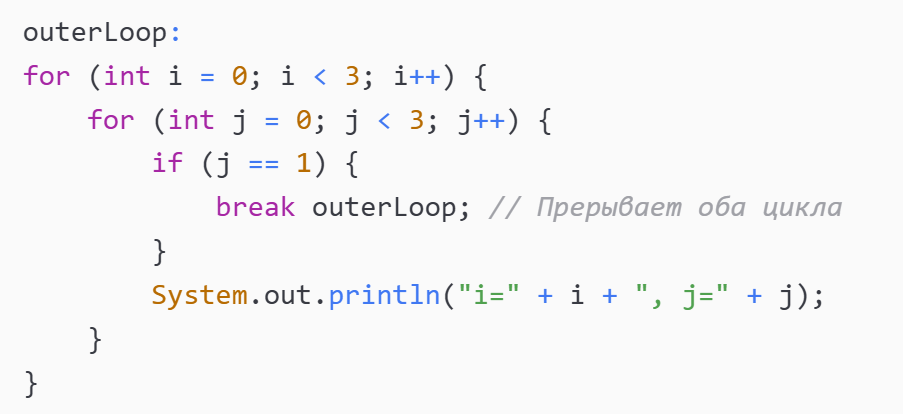 outerLoop:
for (int i = 0; i < 3; i++) {
    for (int j = 0; j < 3; j++) {
        if (j == 1) {
            break outerLoop; // Прерывает оба цикла
        }
        System.out.println("i=" + i + ", j=" + j);
    }
}